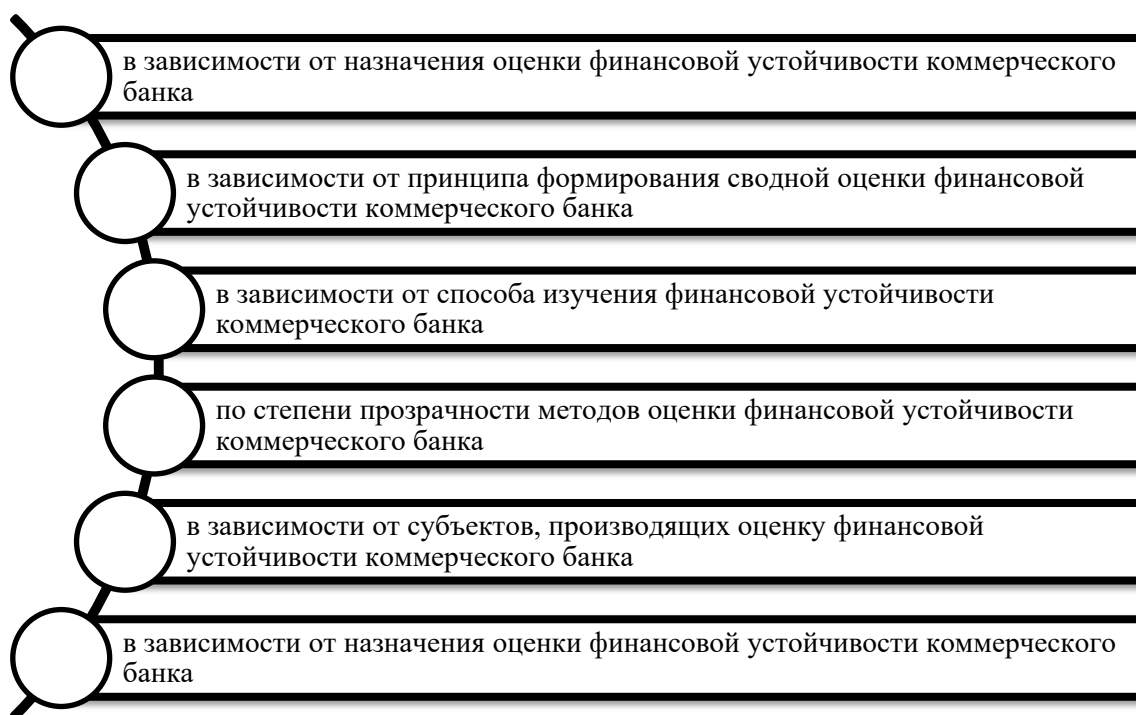 в зависимости от назначения оценки финансовой устойчивости коммерческого
банка
в зависимости от принципа формирования сводной оценки финансовой
устойчивости коммерческого банка
в зависимости от способа изучения финансовой устойчивости
коммерческого банка
по степени прозрачности методов оценки финансовой устойчивости
коммерческого банка
в зависимости от субъектов, производящих оценку финансовой
устойчивости коммерческого банка
в зависимости от назначения оценки финансовой устойчивости коммерческого
банка